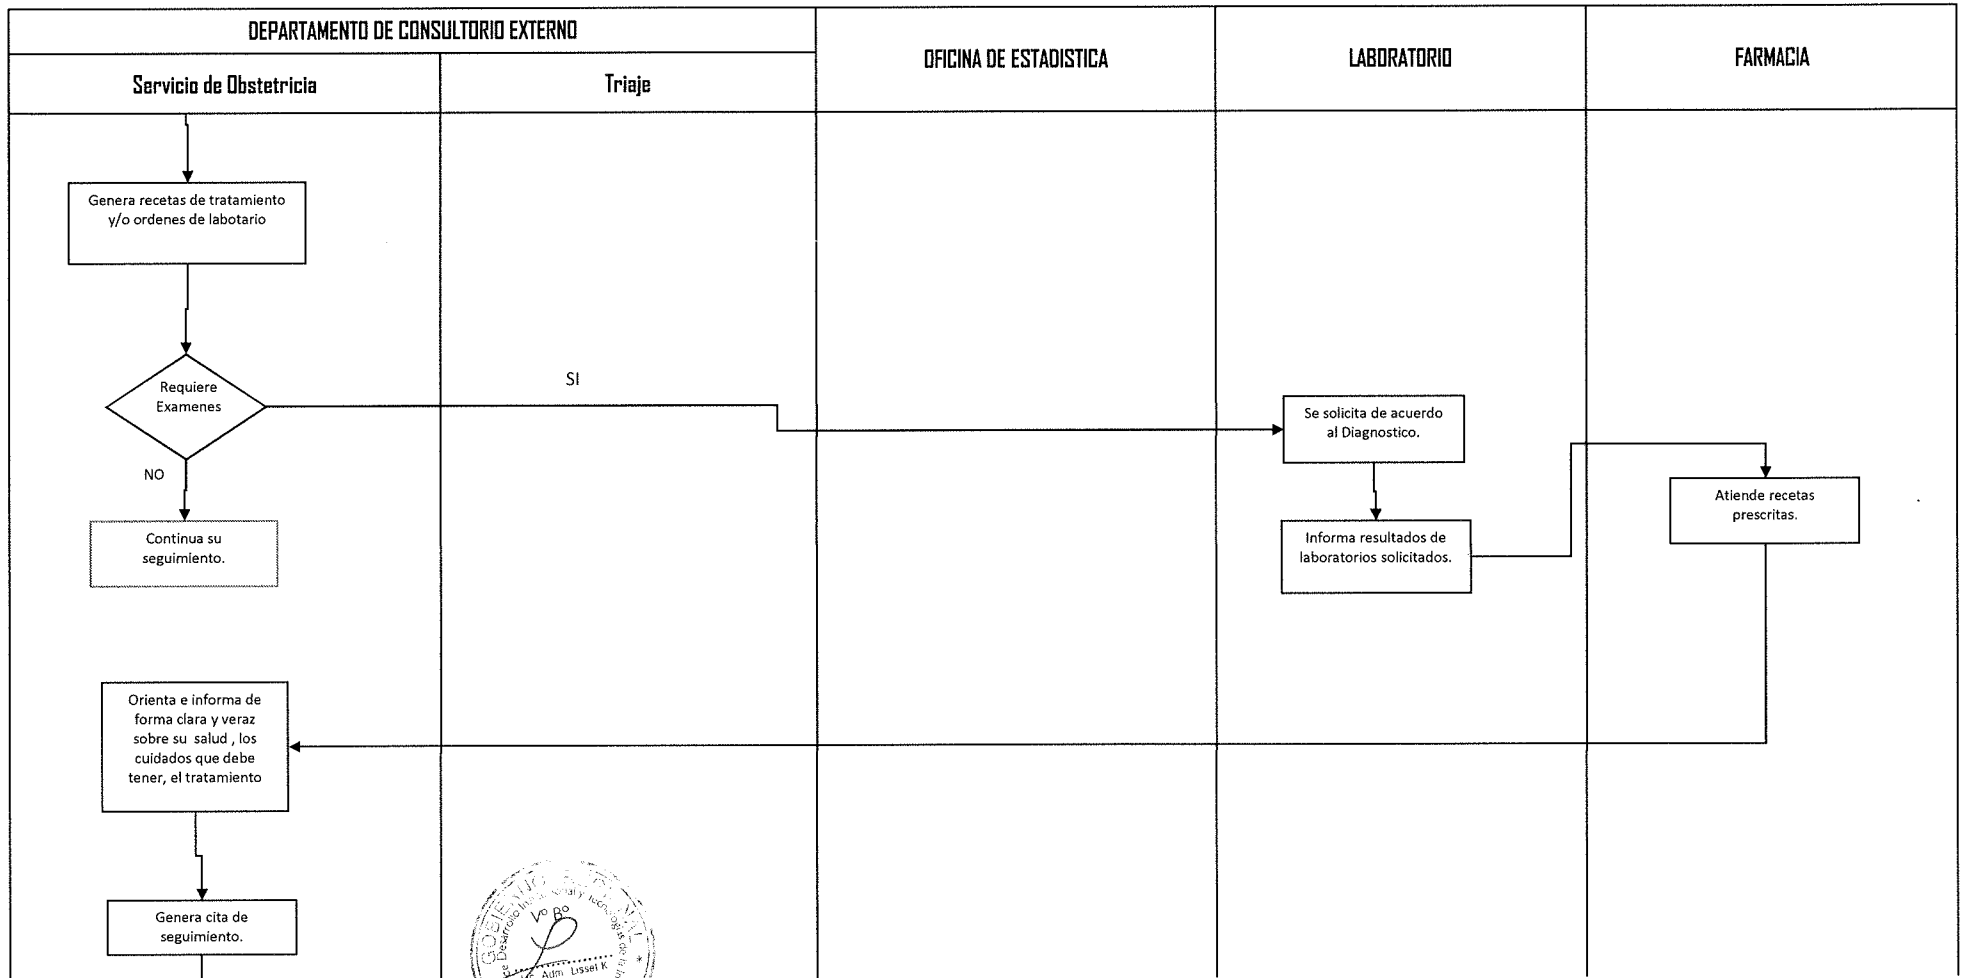 DEPARTAMENTO DE CONSULTORIO EXTERNO
OFICINA DE ESTADISTICA
LABORATORIO
FARMACIA
Servicio de Obstetricia
Triaje
Genera recetas de tratamiento
y/o ordenes de labotario
Requiere
Examenes
SI
NO
Continua su
seguimiento.
Se solicita de acuerdo
al Diagnostico.
Informa resultados de
laboratorios solicitados.
Atiende recetas
prescritas.
Orienta e informa de
forma clara y veraz
sobre su salud , los
cuidados que debe
tener, el tratamiento
Genera cita de
seguimiento.
Vº Bº
Adm Lissel K